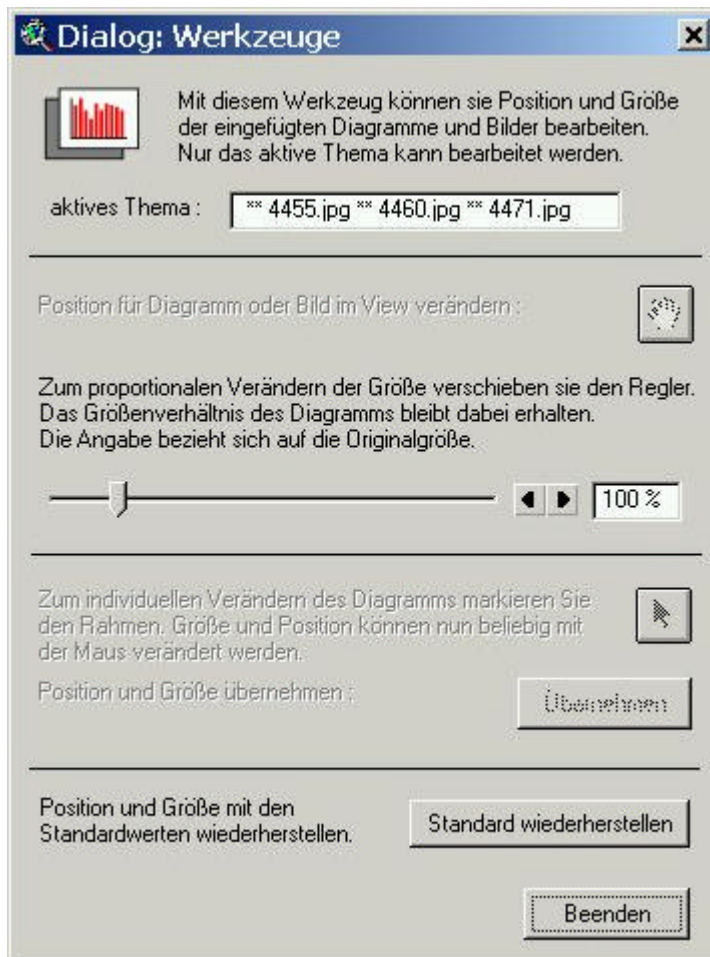 Dialog: Werkzeuge
Mit diesem Werkzeug können sie Position und Größe
der eingefügten Diagramme und Bilder bearbeiten.
Nur das aktive Thema kann bearbeitet werden.
aktives Thema : ** 4455.jpg ** 4460.jpg ** 4471.jpg
Position für Diagramm oder Bild im View verändern :
Zum proportionalen Verändern der Größe verschieben sie den Regler.
Das Größenverhältnis des Diagramms bleibt dabei erhalten.
Die Angabe bezieht sich auf die Originalgröße.
100 %
Zum individuellen Verändern des Diagramms markieren Sie
den Rahmen. Größe und Position können nun beliebig mit
der Maus verändert werden.
Position und Größe übernehmen :
Übernehmen
Position und Größe mit den
Standardwerten wiederherstellen.
Standard wiederherstellen
Beenden